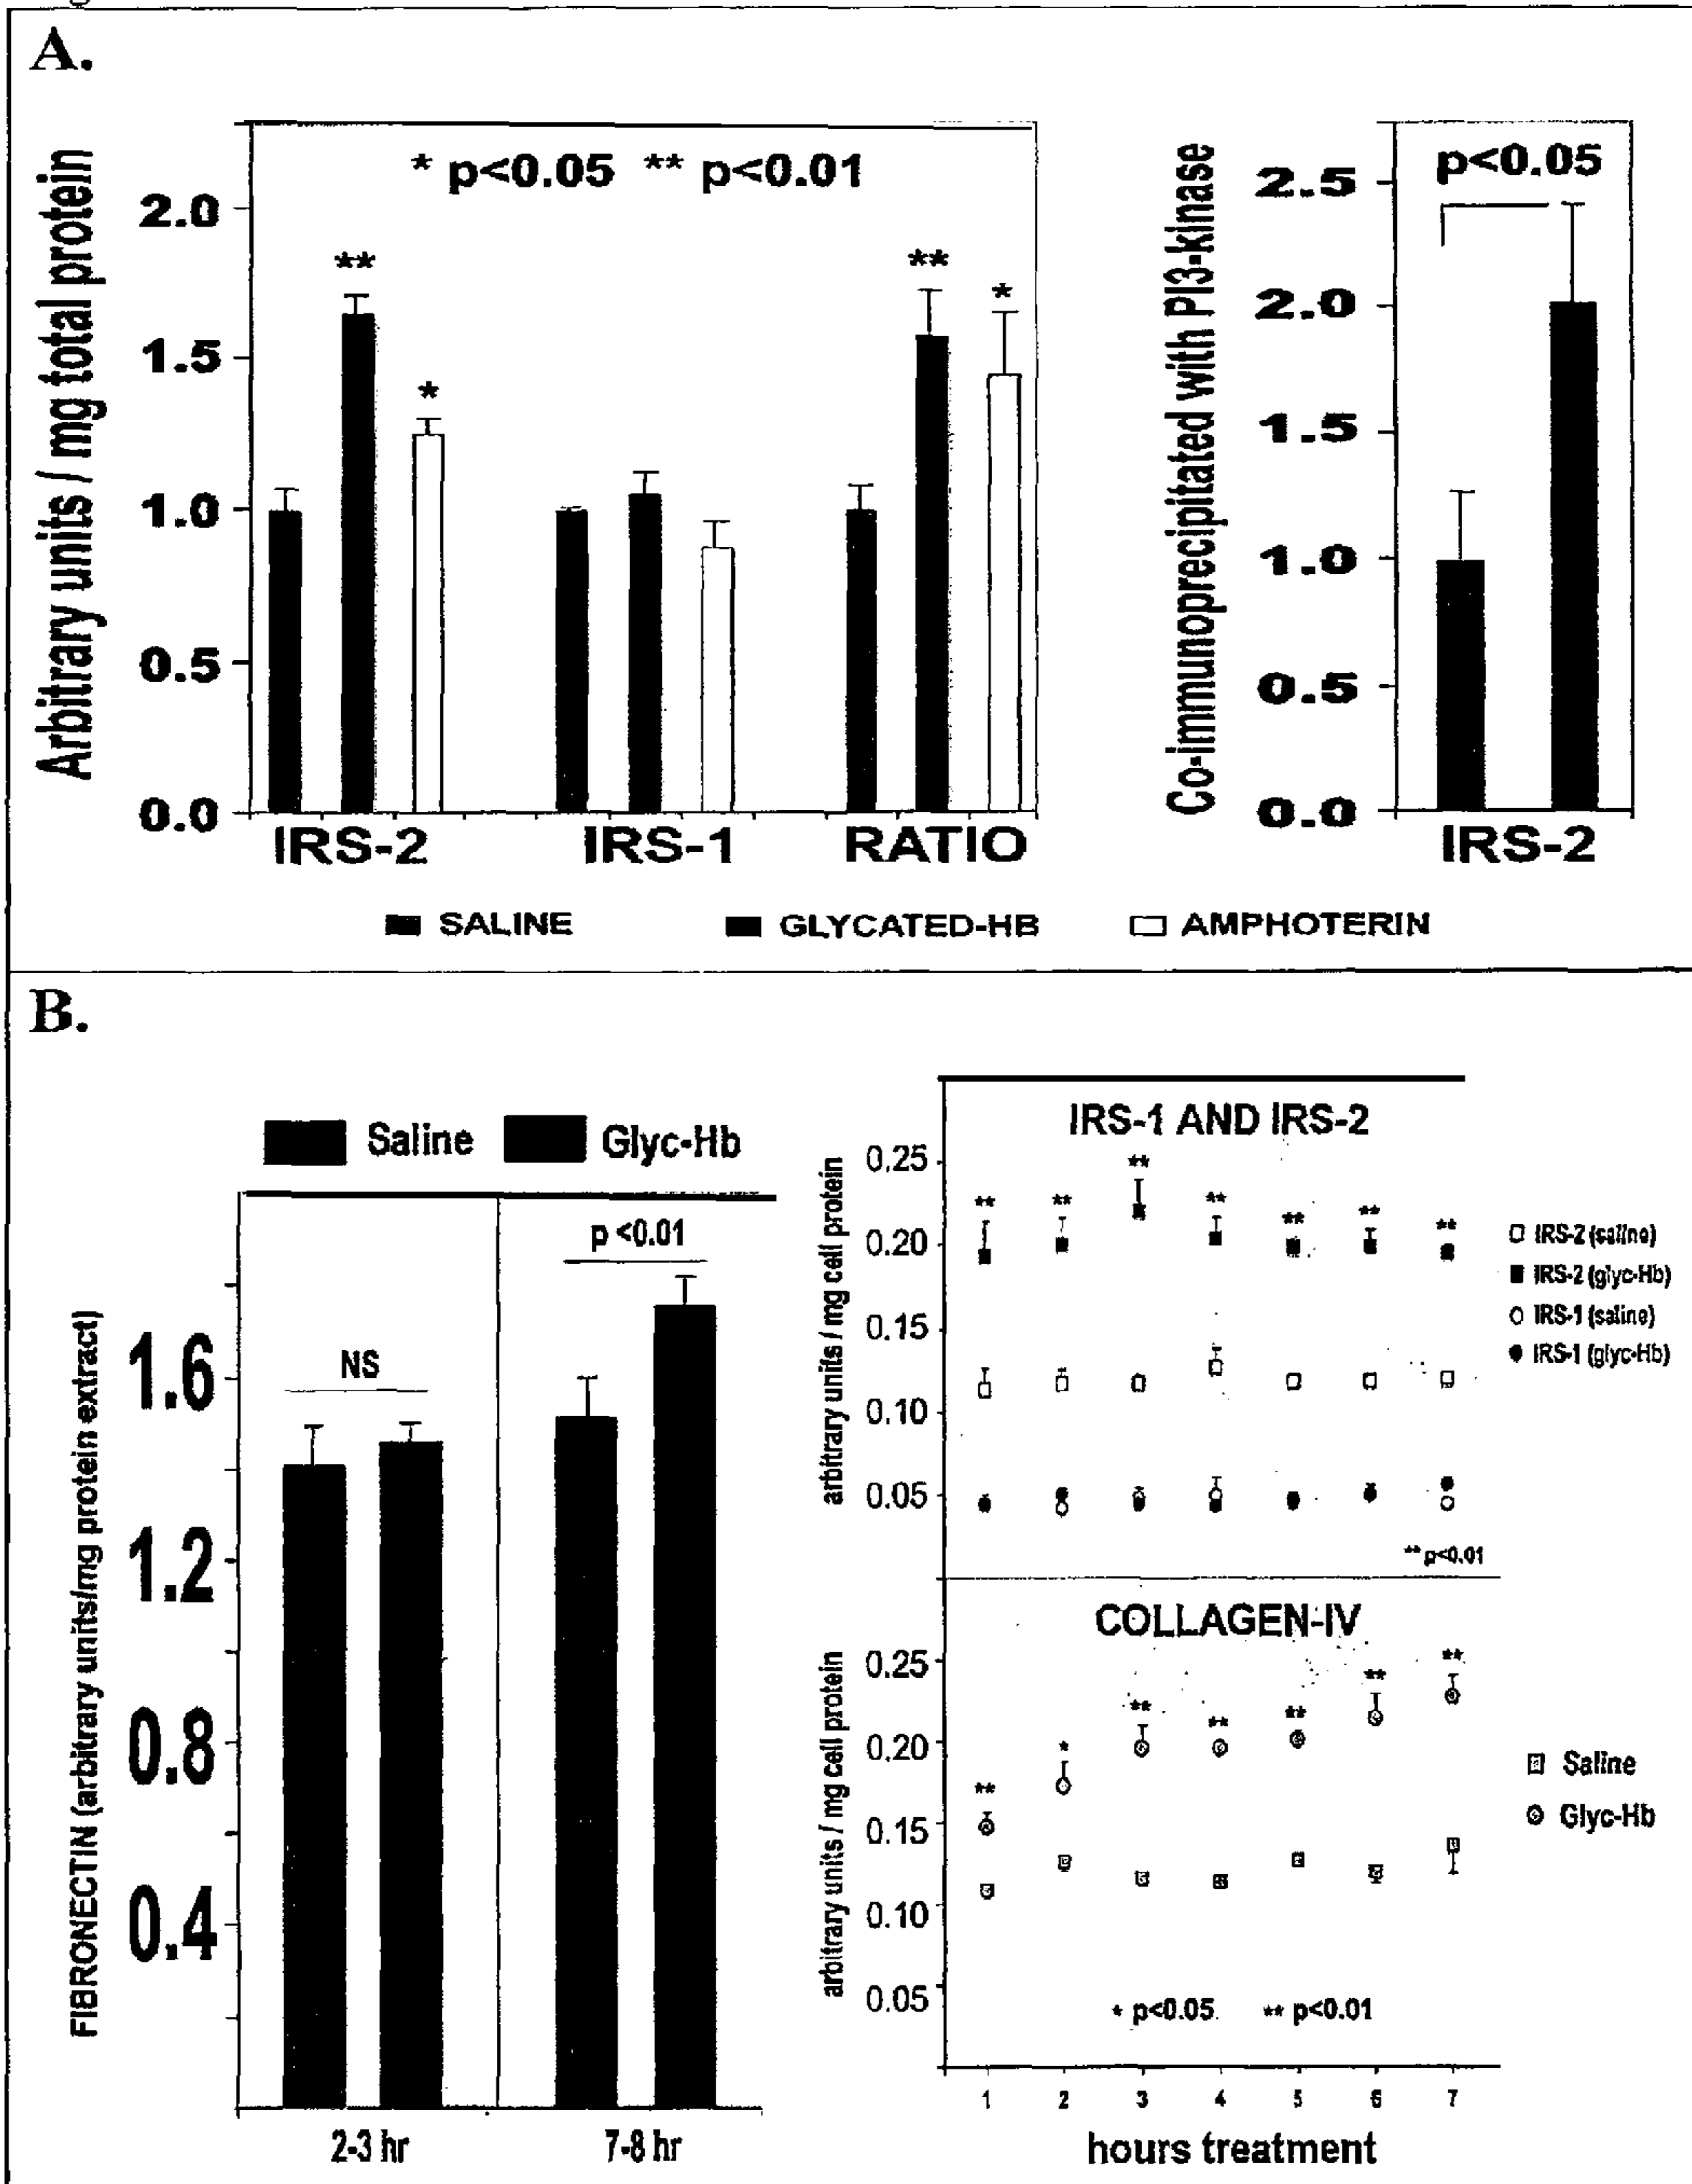 A.
* p<0.05 ** p<0.01
Arbitrary units / mg total protein
2.0
1.5
1.0
0.5
0.0
**
*
**
*
IRS-2 IRS-1 RATIO
Co-immunoprecipitated with PI3-kinase
p<0.05
2.5
2.0
1.5
1.0
0.5
0.0
IRS-2
SALINE GLYCATED-HB AMPHOTERIN
B.
Saline Glyc-Hb
FIBRONECTIN (arbitrary units/mg protein extract)
1.6
1.2
0.8
0.4
NS
p <0.01
2-3 hr 7-8 hr
IRS-1 AND IRS-2
arbitrary units / mg cell protein
0.25
0.20
0.15
0.10
0.05
** ** ** ** ** ** **
** p<0.01
IRS-2 (saline)
IRS-2 (glyc-Hb)
IRS-1 (saline)
IRS-1 (glyc-Hb)
COLLAGEN-IV
arbitrary units / mg cell protein
0.25
0.20
0.15
0.10
0.05
** * ** ** ** ** **
* p<0.05 ** p<0.01
Saline
Glyc-Hb
1 2 3 4 5 6 7
hours treatment